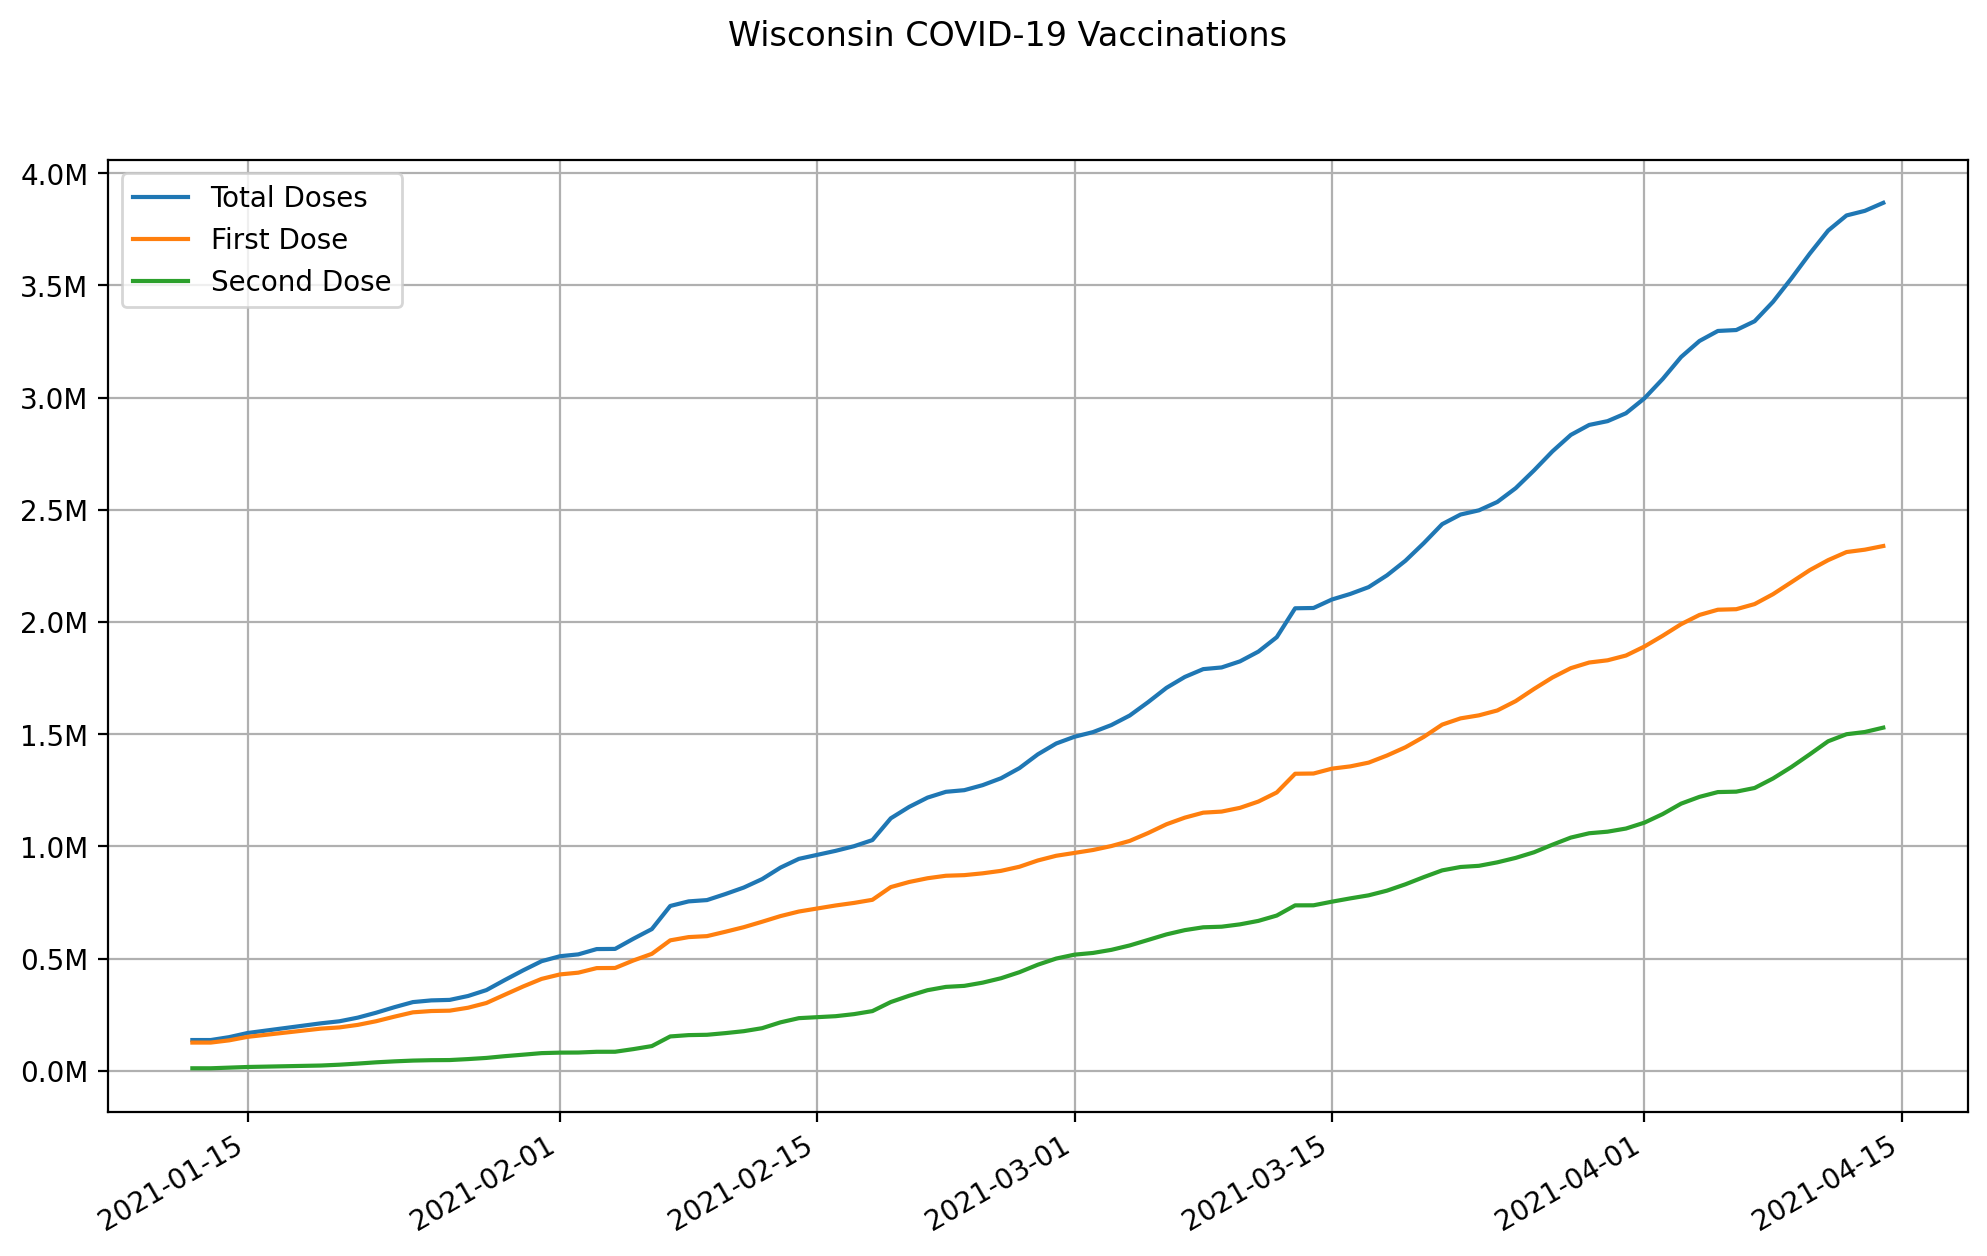 Wisconsin COVID-19 Vaccinations
4.0M
3.5M
3.0M
2.5M
2.0M
1.5M
1.0M
0.5M
0.0M
Total Doses
First Dose
Second Dose
2021-01-15
2021-02-01
2021-02-15
2021-03-01
2021-03-15
2021-04-01
2021-04-15